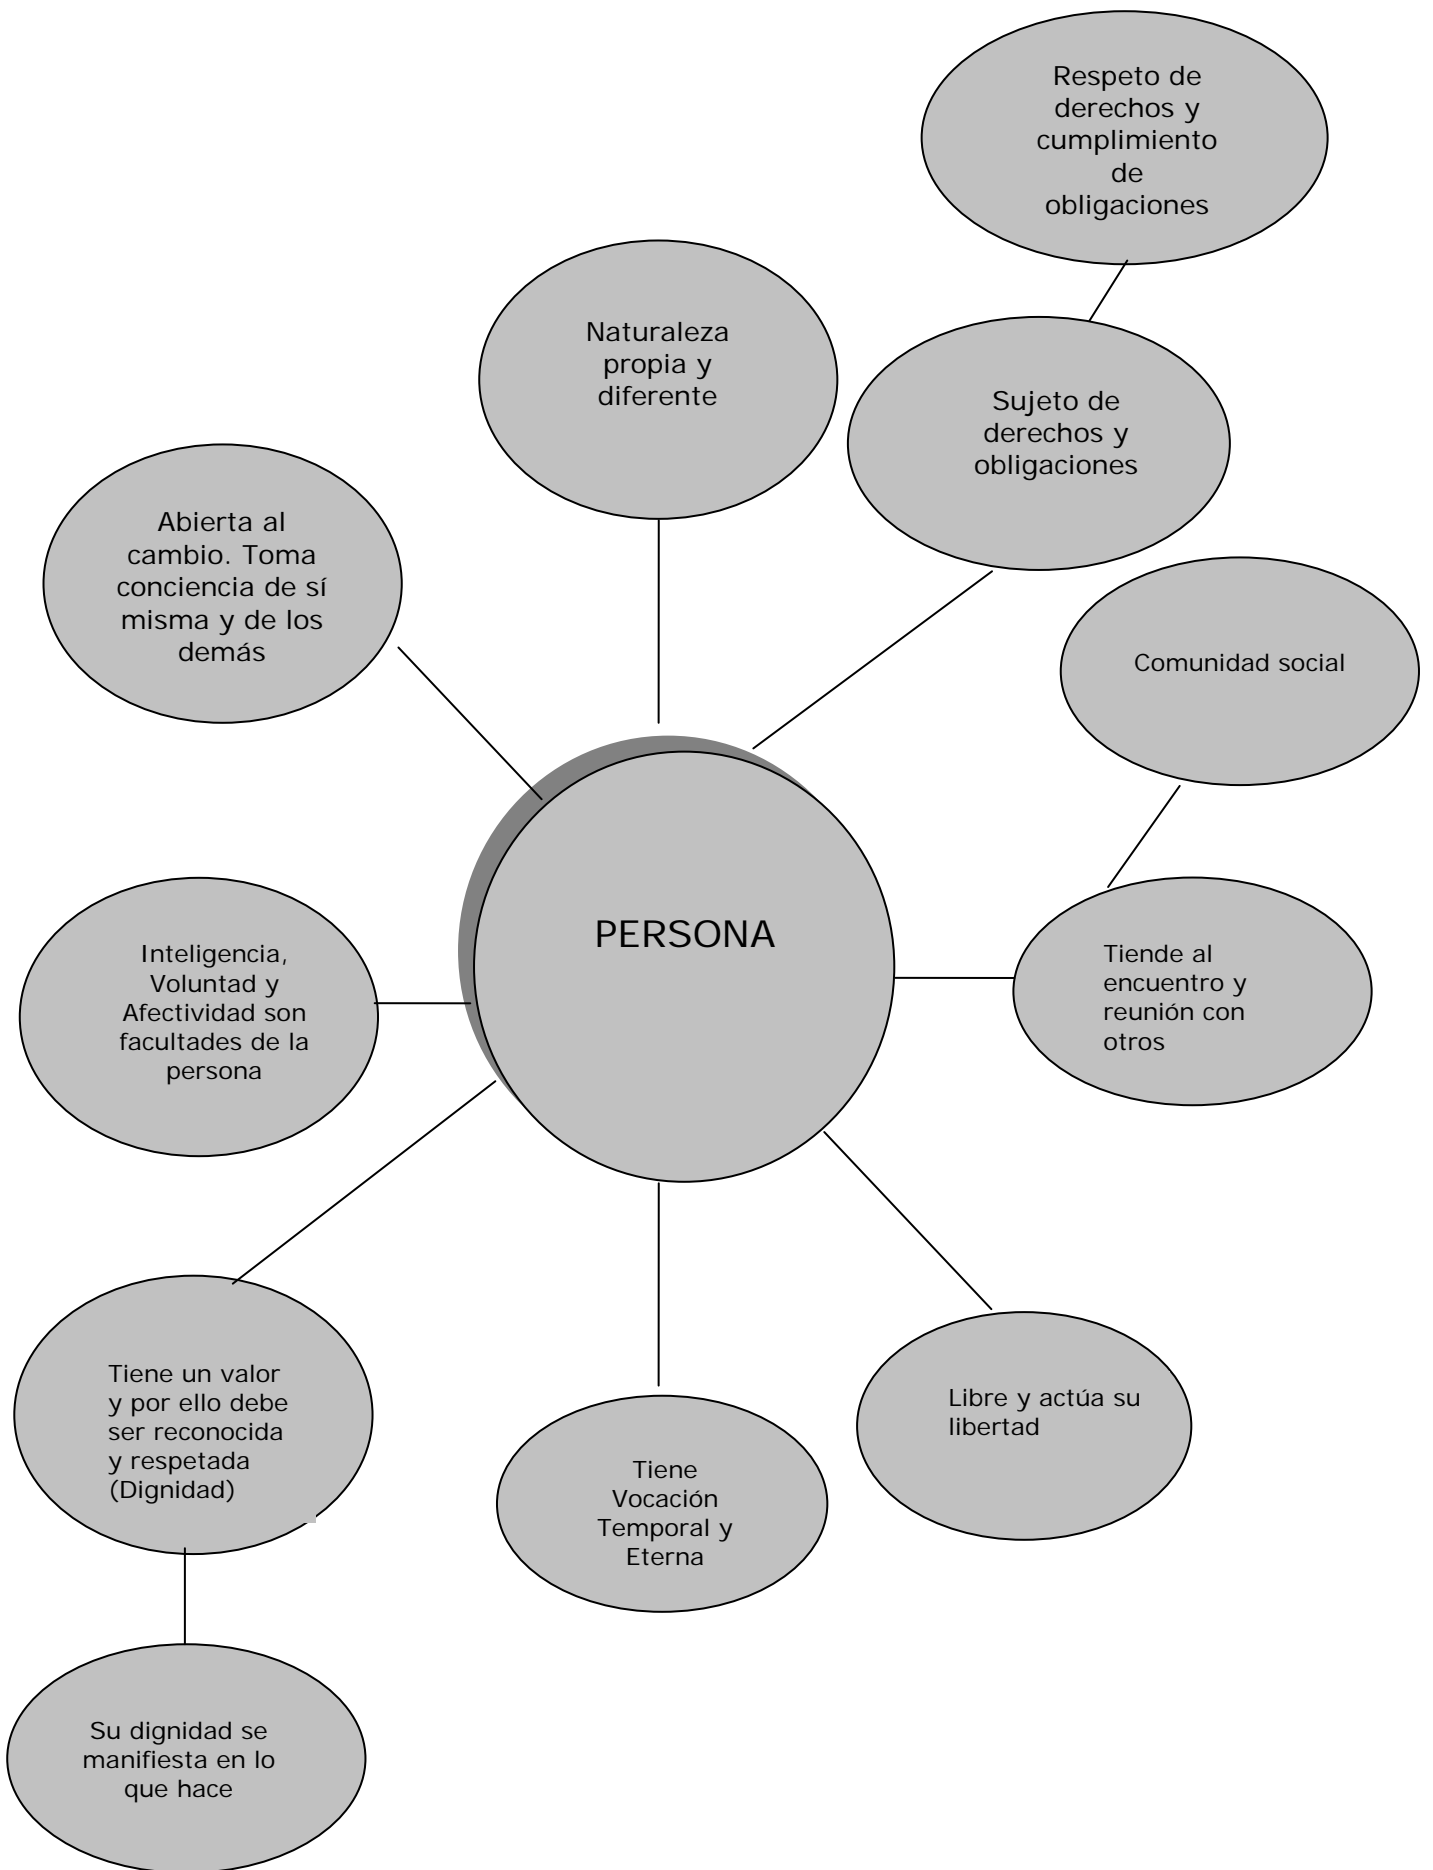 Respeto de
derechos y
cumplimiento
de
obligaciones
Naturaleza
propia y
diferente
Sujeto de
derechos y
obligaciones
Abierta al
cambio. Toma
conciencia de sí
misma y de los
demás
Comunidad social
PERSONA
Inteligencia,
Voluntad y
Afectividad son
facultades de la
persona
Tiende al
encuentro y
reunión con
otros
Tiene un valor
y por ello debe
ser reconocida
y respetada
(Dignidad)
Libre y actúa su
libertad
Tiene
Vocación
Temporal y
Eterna
Su dignidad se
manifiesta en lo
que hace